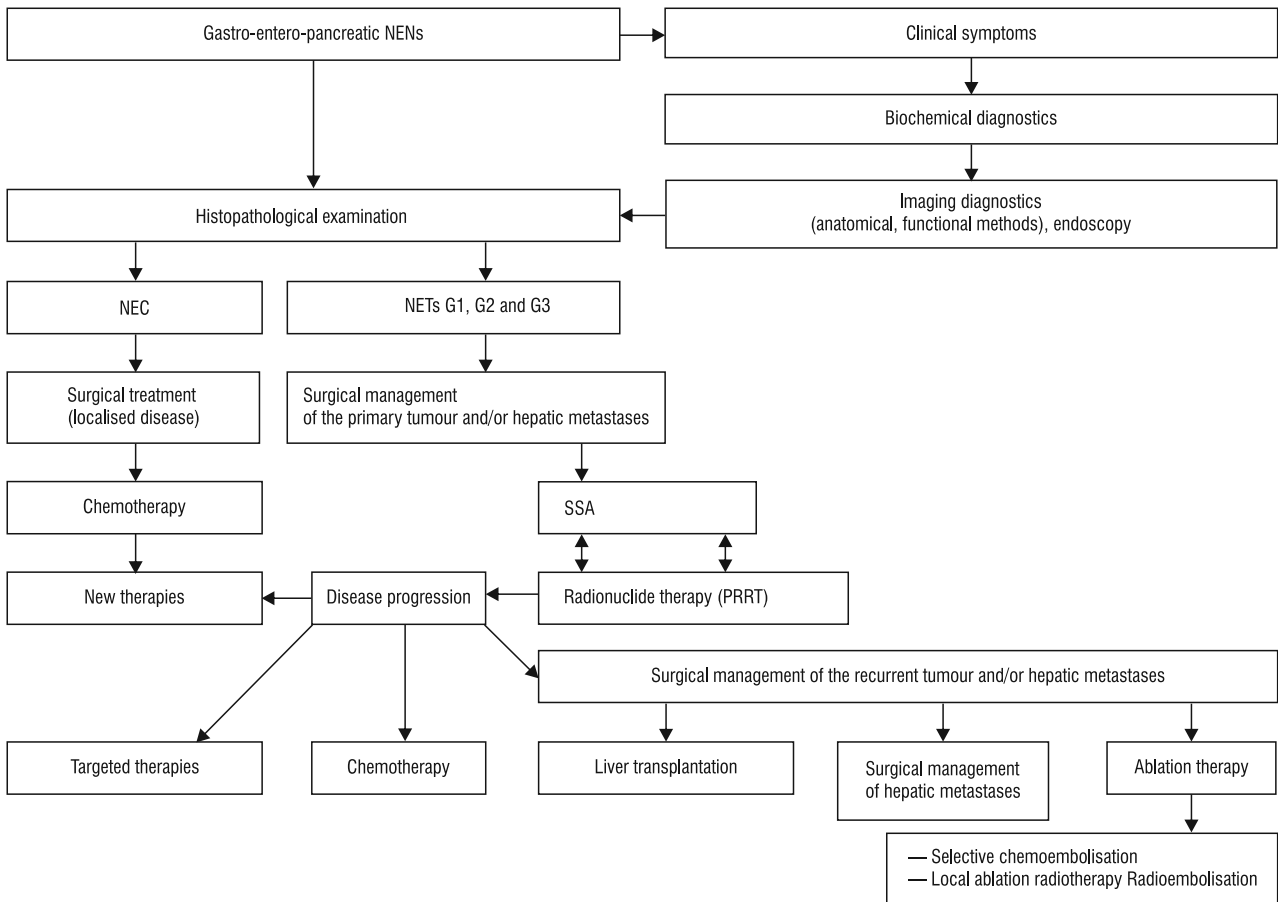 Gastro-entero-pancreatic NENs
Clinical symptoms
Biochemical diagnostics
Imaging diagnostics
(anatomical, functional methods), endoscopy
Histopathological examination
NEC
NETs G1, G2 and G3
Surgical treatment
(localised disease)
Surgical management
of the primary tumour and/or hepatic metastases
Chemotherapy
SSA
New therapies
Disease progression
Radionuclide therapy (PRRT)
Surgical management of the recurrent tumour and/or hepatic metastases
Targeted therapies
Chemotherapy
Liver transplantation
Surgical management
of hepatic metastases
Ablation therapy
— Selective chemoembolisation
— Local ablation radiotherapy Radioembolisation